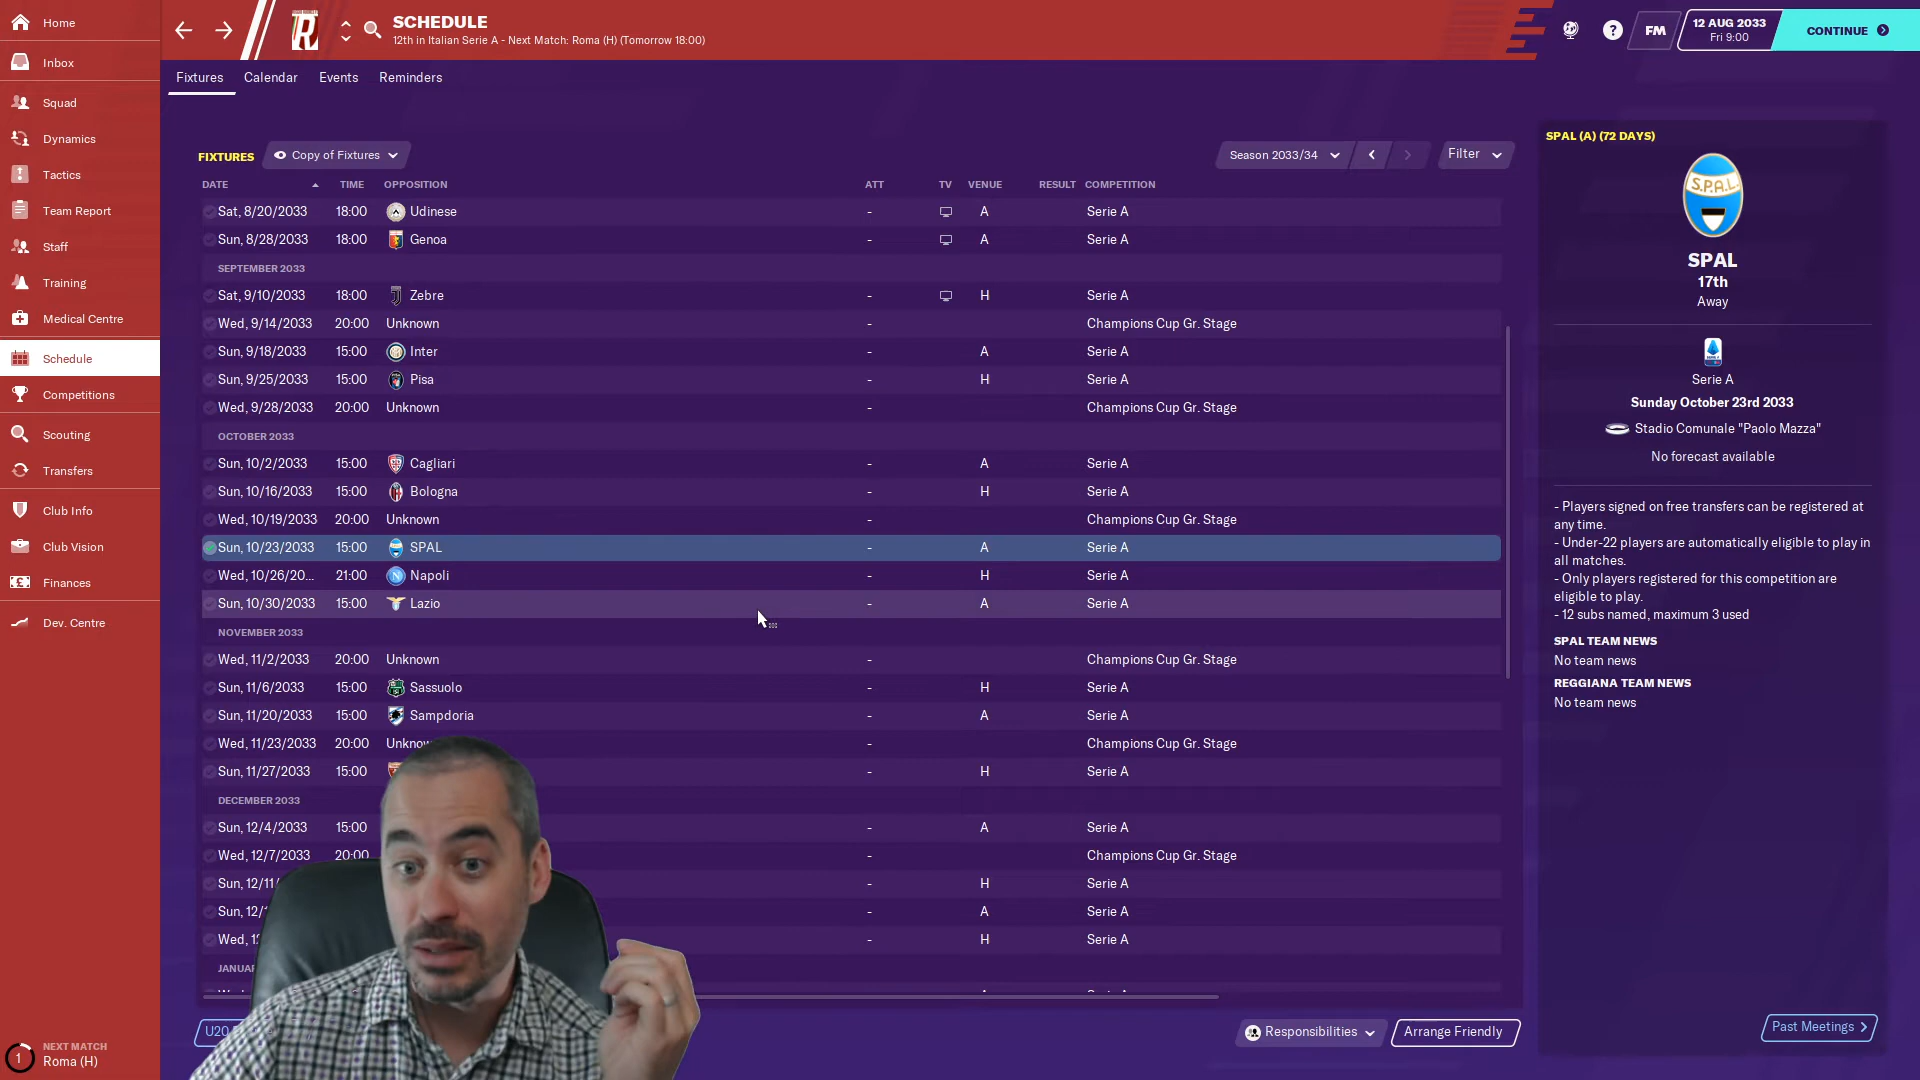 Home
Inbox
Squad
Dynamics
Tactics
Team Report
Staff
Training
Medical Centre
Schedule
Competitions
Scouting
Transfers
Club Info
Club Vision
Finances
Dev. Centre
1
NEXT MATCH
Roma (H)
R
SCHEDULE
12th in Italian Serie A - Next Match: Roma (H) (Tomorrow 18:00)
?
FM
12 AUG 2033
Fri 9:00
CONTINUE
Fixtures Calendar Events Reminders
FIXTURES Copy of Fixtures Season 2033/34 Filter
DATE TIME OPPOSITION ATT TV VENUE RESULT COMPETITION
Sat, 8/20/2033 18:00 Udinese - A Serie A
Sun, 8/28/2033 18:00 Genoa - A Serie A
SEPTEMBER 2033
Sat, 9/10/2033 18:00 Zebre - H Serie A
Wed, 9/14/2033 20:00 Unknown - Champions Cup Gr. Stage
Sun, 9/18/2033 15:00 Inter - A Serie A
Sun, 9/25/2033 15:00 Pisa - H Serie A
Wed, 9/28/2033 20:00 Unknown - Champions Cup Gr. Stage
OCTOBER 2033
Sun, 10/2/2033 15:00 Cagliari - A Serie A
Sun, 10/16/2033 15:00 Bologna - H Serie A
Wed, 10/19/2033 20:00 Unknown - Champions Cup Gr. Stage
Sun, 10/23/2033 15:00 SPAL - A Serie A
Wed, 10/26/20... 21:00 Napoli - H Serie A
Sun, 10/30/2033 15:00 Lazio - A Serie A
NOVEMBER 2033
Wed, 11/2/2033 20:00 Unknown - Champions Cup Gr. Stage
Sun, 11/6/2033 15:00 Sassuolo - H Serie A
Sun, 11/20/2033 15:00 Sampdoria - A Serie A
Wed, 11/23/2033 20:00 - Champions Cup Gr. Stage
Sun, 11/27/2033 15:00 - H Serie A
DECEMBER 2033
Sun, 12/4/2033 15:00 - A Serie A
Wed, 12/7/2033 20:00 - Champions Cup Gr. Stage
Sun, 12/11/ - H Serie A
Sun, 12/ - A Serie A
Wed, - H Serie A
U20
Responsibilities Arrange Friendly
SPAL (A) (72 DAYS)
S.P.A.L.
SPAL
17th
Away
Serie A
Sunday October 23rd 2033
Stadio Comunale "Paolo Mazza"
No forecast available
- Players signed on free transfers can be registered at
any time.
- Under-22 players are automatically eligible to play in
all matches.
- Only players registered for this competition are
eligible to play.
- 12 subs named, maximum 3 used
SPAL TEAM NEWS
No team news
REGGIANA TEAM NEWS
No team news
Past Meetings